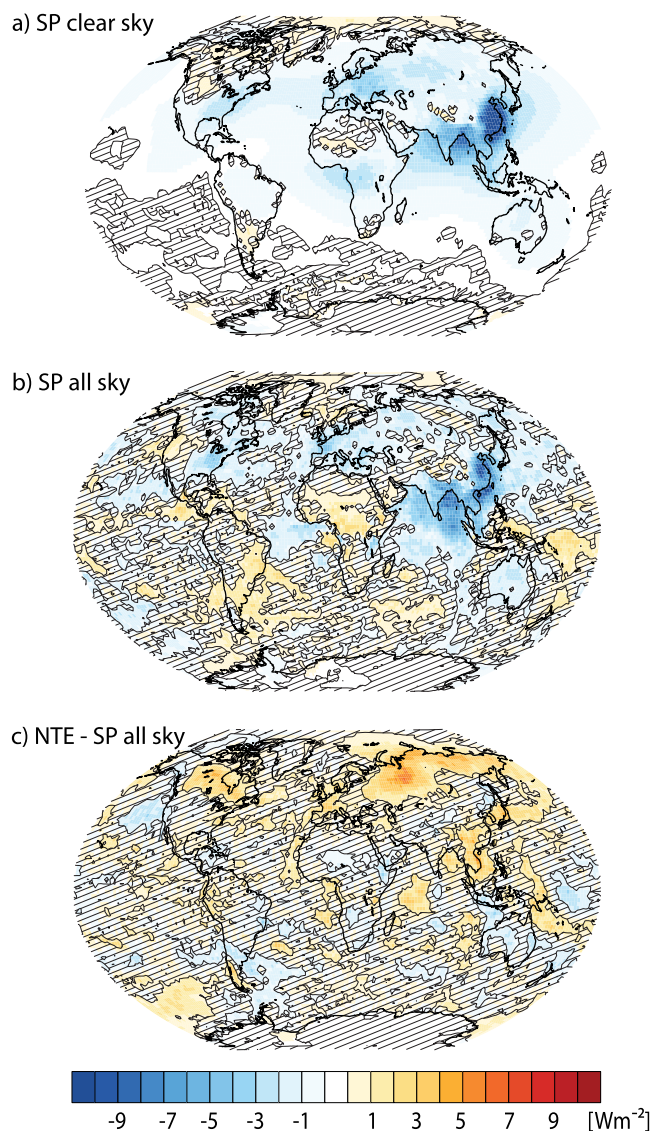 a) SP clear sky
b) SP all sky
c) NTE - SP all sky
-9 -7 -5 -3 -1 1 3 5 7 9 [Wm⁻²]